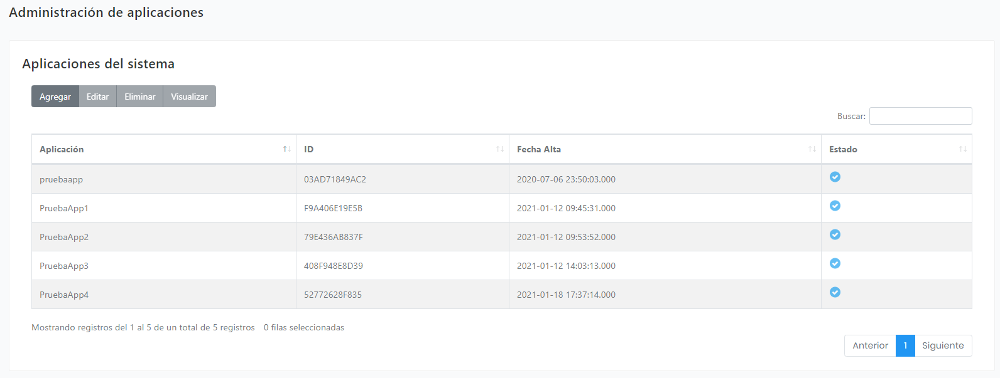 Administración de aplicaciones
Aplicaciones del sistema
Agregar Editar Eliminar Visualizar
Buscar:
Aplicación ID Fecha Alta Estado
pruebaapp 03AD71849AC2 2020-07-06 23:50:03.000
PruebaApp1 F9A406E19E5B 2021-01-12 09:45:31.000
PruebaApp2 79E436AB837F 2021-01-12 09:53:52.000
PruebaApp3 408F948E8D39 2021-01-12 14:03:13.000
PruebaApp4 52772628F835 2021-01-18 17:37:14.000
Mostrando registros del 1 al 5 de un total de 5 registros 0 filas seleccionadas
Anterior 1 Siguiente